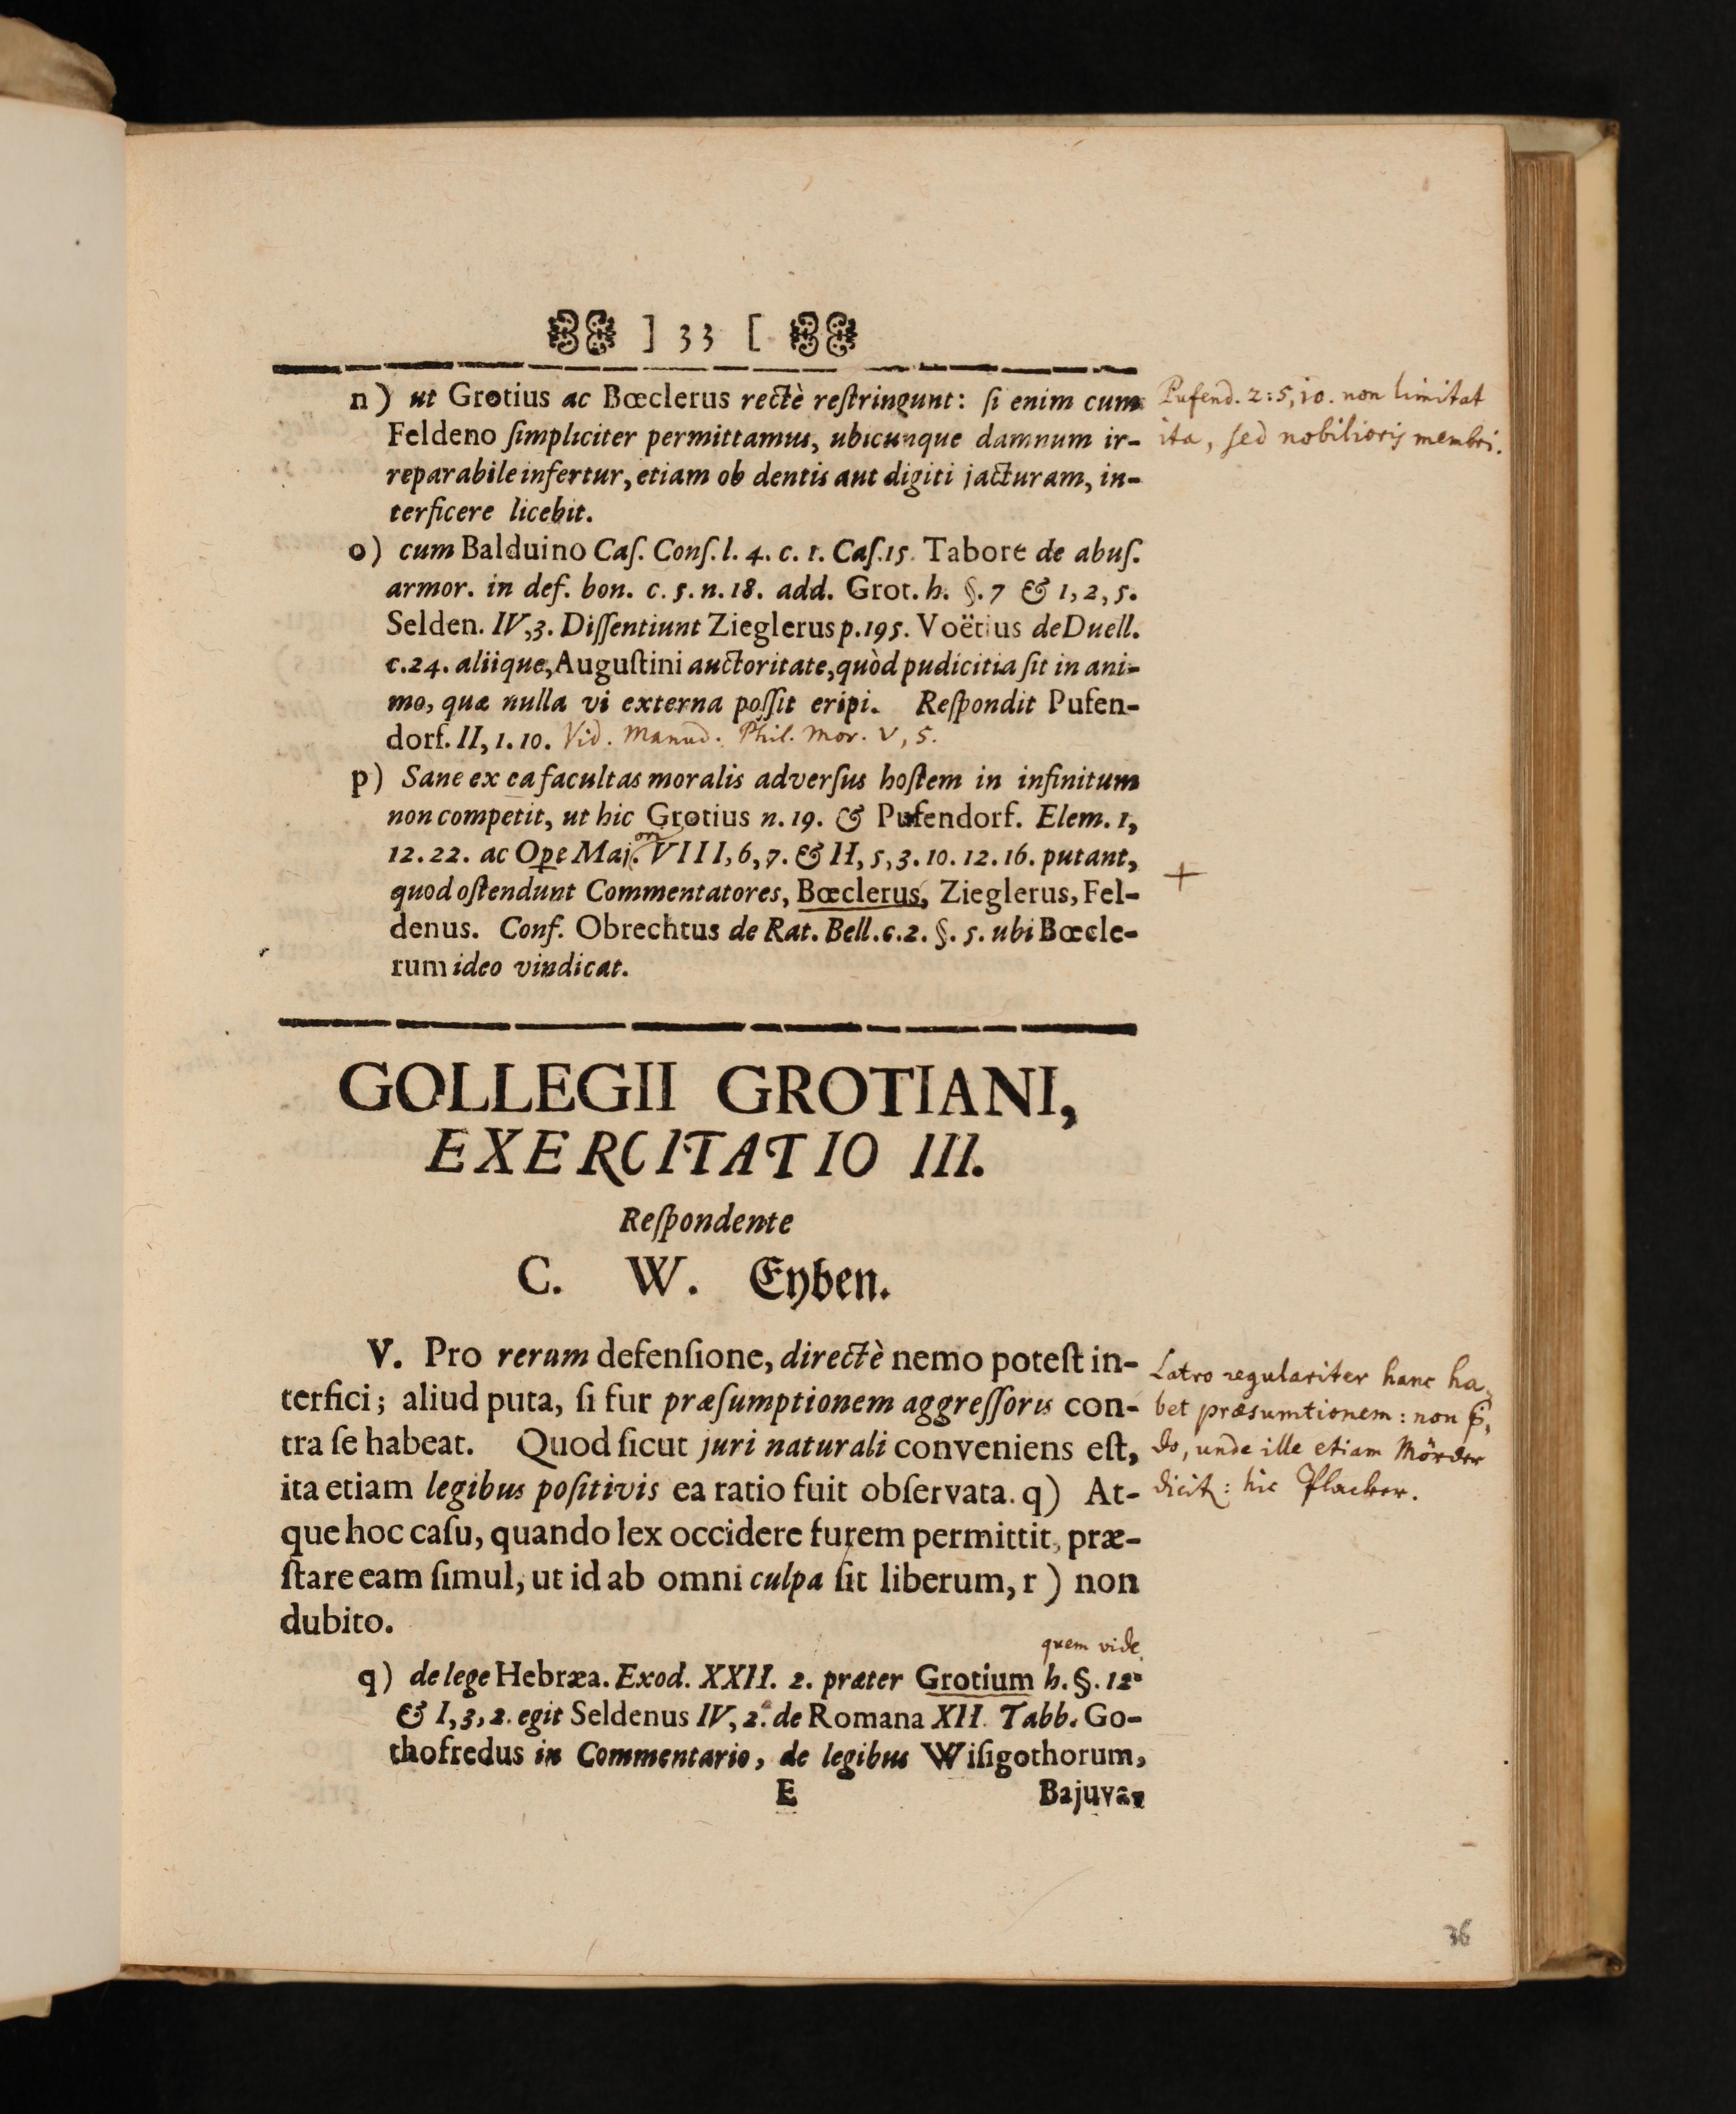 ] 33 [
n) ut Grotius ac Bœclerus rectè reſtringunt: ſi enim cum
Feldeno ſimpliciter permittamus, ubicunque damnum ir-
reparabile infertur, etiam ob dentis aut digiti jacturam, in-
terficere licebit.
Pufend. 2:5,10. non limitat
ita, sed nobilioris membri.
o) cum Balduino Caſ. Conſ. l. 4. c. 1. Caſ. 15. Tabore de abuſ.
armor. in def. bon. c. 5. n. 18. add. Grot. h. §. 7 & 1, 2, 5.
Selden. IV, 3. Diſſentiunt Zieglerus p. 195. Voëtius de Duell.
c. 24. aliique, Auguſtini auctoritate, quòd pudicitia ſit in ani-
mo, quæ nulla vi externa poſſit eripi. Reſpondit Pufen-
dorf. II, 1. 10. Vid. Manud. Phil. Mor. V, 5.
p) Sane ex ea facultas moralis adverſus hoſtem in infinitum
non competit, ut hic Grotius n. 19. & Pufendorf. Elem. 1,
12. 22. ac Ope Maj. VIII, 6, 7. & II, 5, 3. 10. 12. 16. putant,
quod oſtendunt Commentatores, Bœclerus, Zieglerus, Fel-
+
denus. Conf. Obrechtus de Rat. Bell. c. 2. §. 5. ubi Bœcle-
rum ideo vindicat.
GOLLEGII GROTIANI,
EXERCITATIO III.
Reſpondente
C. W. Eyben.
V. Pro rerum defenſione, directè nemo poteſt in-
terfici; aliud puta, ſi fur præſumptionem aggreſſoris con-
tra ſe habeat. Quod ſicut juri naturali conveniens eſt,
ita etiam legibus poſitivis ea ratio fuit obſervata. q) At-
que hoc caſu, quando lex occidere furem permittit, præ-
ſtare eam ſimul, ut id ab omni culpa ſit liberum, r) non
dubito.
Latro regulariter hanc ha-
bet præsumtionem: non
unde ille etiam Mörder
hic Placker.
quem vide
q) de lege Hebræa. Exod. XXII. 2. præter Grotium h. §. 12.
& I, 3, 2. egit Seldenus IV, 2. de Romana XII. Tabb. Go-
thofredus in Commentario, de legibus Wiſigothorum,
E Bajuva-
36